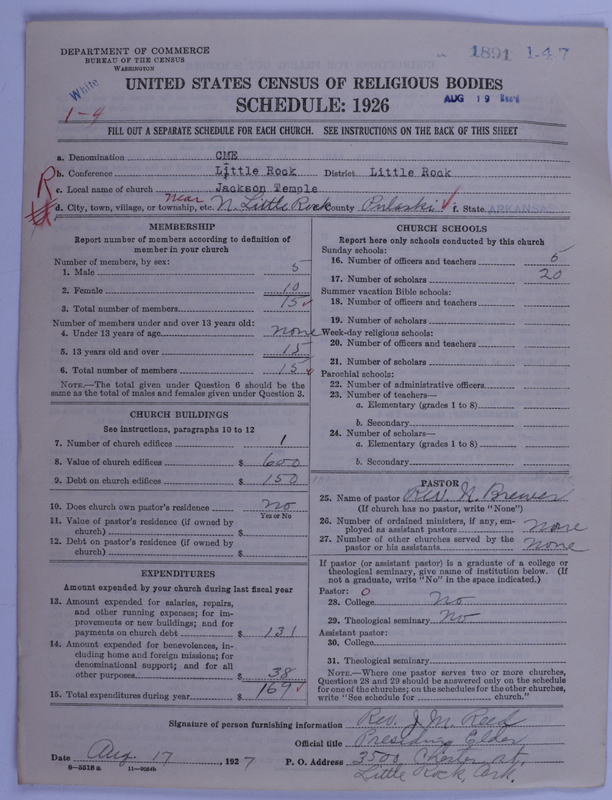 DEPARTMENT OF COMMERCE
BUREAU OF THE CENSUS
WASHINGTON
1891 1-47
White
1-4
UNITED STATES CENSUS OF RELIGIOUS BODIES
SCHEDULE: 1926
AUG 19
FILL OUT A SEPARATE SCHEDULE FOR EACH CHURCH. SEE INSTRUCTIONS ON THE BACK OF THIS SHEET
a. Denomination CME
R b. Conference Little Rock District Little Rock
c. Local name of church Jackson Temple
d. City, town, village, or township, etc. near N. Little Rock County Pulaski f. State ARKANSAS
MEMBERSHIP
Report number of members according to definition of
member in your church
Number of members, by sex:
1. Male 5
2. Female 10
3. Total number of members 15
Number of members under and over 13 years old:
4. Under 13 years of age none
5. 13 years old and over 15
6. Total number of members 15
NOTE.—The total given under Question 6 should be the
same as the total of males and females given under Question 3.
CHURCH BUILDINGS
See instructions, paragraphs 10 to 12
7. Number of church edifices 1
8. Value of church edifices $ 600
9. Debt on church edifices $ 150
10. Does church own pastor's residence no
Yes or No
11. Value of pastor's residence (if owned by
church) $
12. Debt on pastor's residence (if owned by
church) $
EXPENDITURES
Amount expended by your church during last fiscal year
13. Amount expended for salaries, repairs,
and other running expenses; for im-
provements or new buildings; and for
payments on church debt $ 131
14. Amount expended for benevolences, in-
cluding home and foreign missions; for
denominational support; and for all
other purposes $ 38
15. Total expenditures during year $ 169
CHURCH SCHOOLS
Report here only schools conducted by this church
Sunday schools:
16. Number of officers and teachers 5
17. Number of scholars 20
Summer vacation Bible schools:
18. Number of officers and teachers
19. Number of scholars
Week-day religious schools:
20. Number of officers and teachers
21. Number of scholars
Parochial schools:
22. Number of administrative officers
23. Number of teachers—
a. Elementary (grades 1 to 8)
b. Secondary
24. Number of scholars—
a. Elementary (grades 1 to 8)
b. Secondary
PASTOR
25. Name of pastor Rev. N. Brewer
(If church has no pastor, write "None")
26. Number of ordained ministers, if any, em-
ployed as assistant pastors none
27. Number of other churches served by the
pastor or his assistants none
If pastor (or assistant pastor) is a graduate of a college or
theological seminary, give name of institution below. (If
not a graduate, write "No" in the space indicated.)
Pastor: 0
28. College No
29. Theological seminary No
Assistant pastor:
30. College
31. Theological seminary
NOTE.—Where one pastor serves two or more churches,
Questions 28 and 29 should be answered only on the schedule
for one of the churches; on the schedules for the other churches,
write "See schedule for church."
Signature of person furnishing information Rev. J. M. Reed
Official title Presiding Elder
Date Aug. 17, 1927 P. O. Address 3500 Chester st.
8—5518 a 11—9054b Little Rock, Ark.